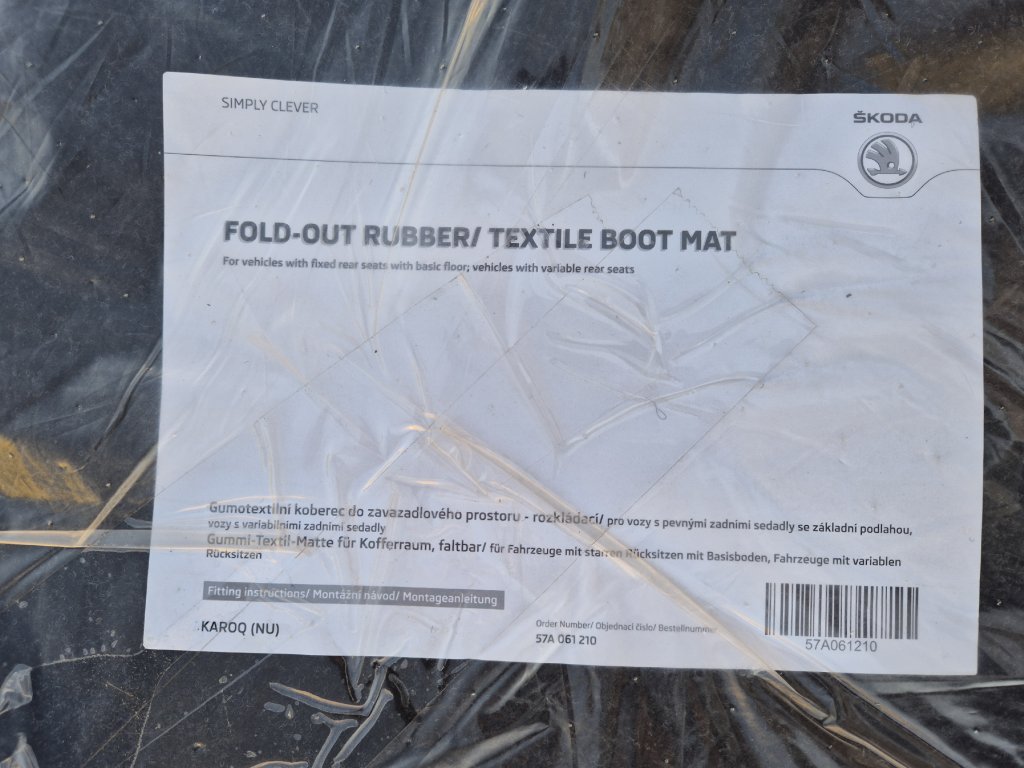 SIMPLY CLEVER
ŠKODA
FOLD-OUT RUBBER/ TEXTILE BOOT MAT
For vehicles with fixed rear seats with basic floor; vehicles with variable rear seats
Gumotextilní koberec do zavazadlového prostoru - rozkládací/ pro vozy s pevnými zadními sedadly se základní podlahou,
vozy s variabilními zadními sedadly
Gummi-Textil-Matte für Kofferraum, faltbar/ für Fahrzeuge mit starren Rücksitzen mit Basisboden, Fahrzeuge mit variablen
Rücksitzen
Fitting instructions/ Montážní návod/ Montageanleitung
KAROQ (NU)
Order Number/ Objednací číslo/ Bestellnummer
57A 061 210
57A061210